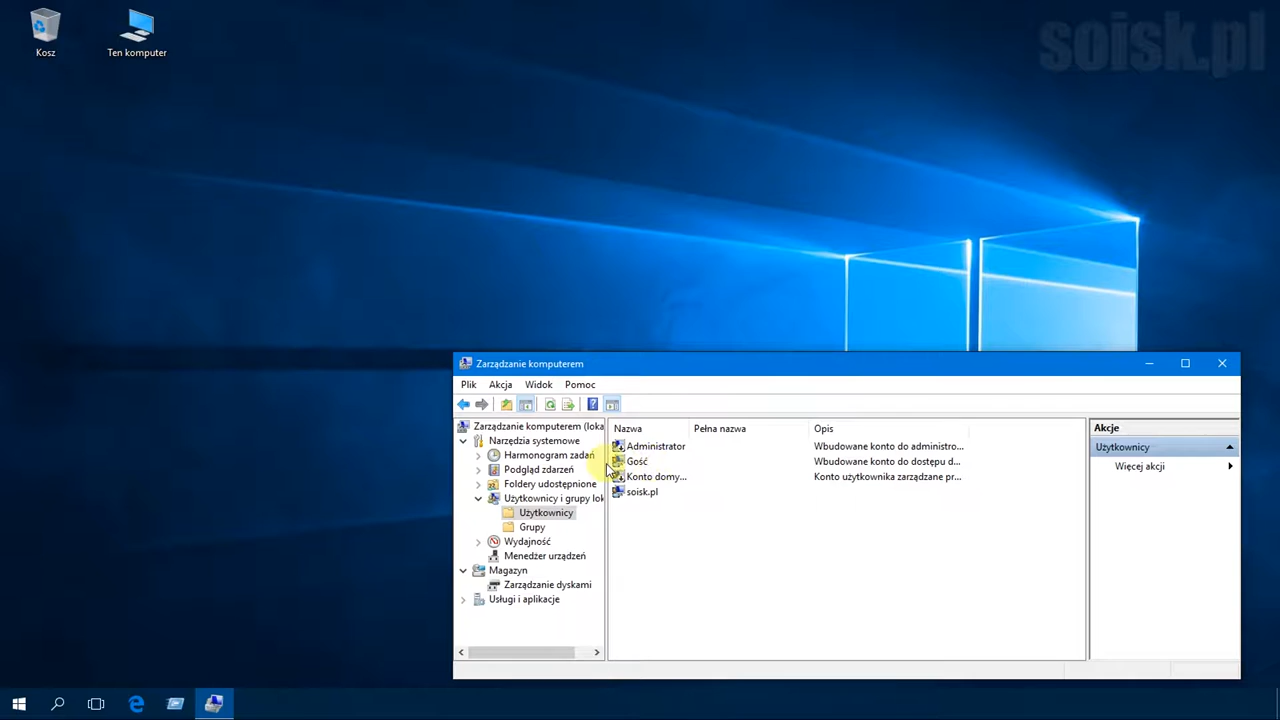 soisk.pl
Kosz
Ten komputer
Zarządzanie komputerem
Plik Akcja Widok Pomoc
Zarządzanie komputerem (loka
Narzędzia systemowe
Harmonogram zadań
Podgląd zdarzeń
Foldery udostępnione
Użytkownicy i grupy lok
Użytkownicy
Grupy
Wydajność
Menedżer urządzeń
Magazyn
Zarządzanie dyskami
Usługi i aplikacje
Nazwa Pełna nazwa Opis
Administrator Wbudowane konto do administro...
Gość Wbudowane konto do dostępu d...
Konto domy... Konto użytkownika zarządzane pr...
soisk.pl
Akcje
Użytkownicy
Więcej akcji